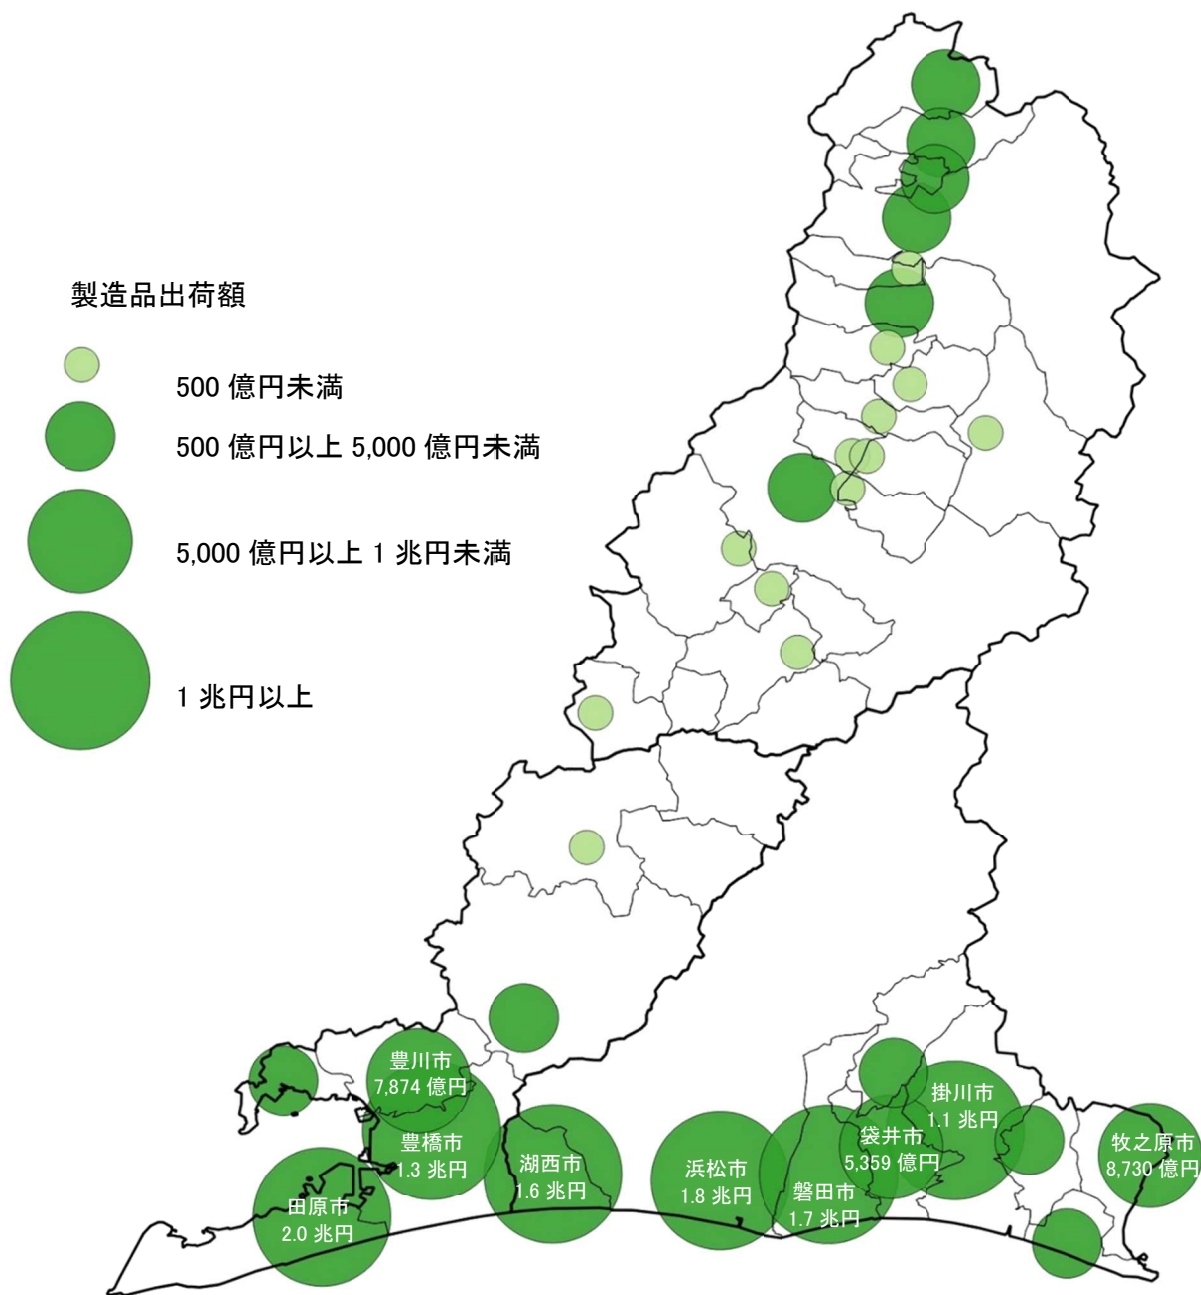 製造品出荷額
500 億円未満
500 億円以上 5,000 億円未満
5,000 億円以上 1 兆円未満
1 兆円以上
豊川市
7,874 億円
豊橋市
1.3 兆円
田原市
2.0 兆円
湖西市
1.6 兆円
浜松市
1.8 兆円
磐田市
1.7 兆円
袋井市
5,359 億円
掛川市
1.1 兆円
牧之原市
8,730 億円